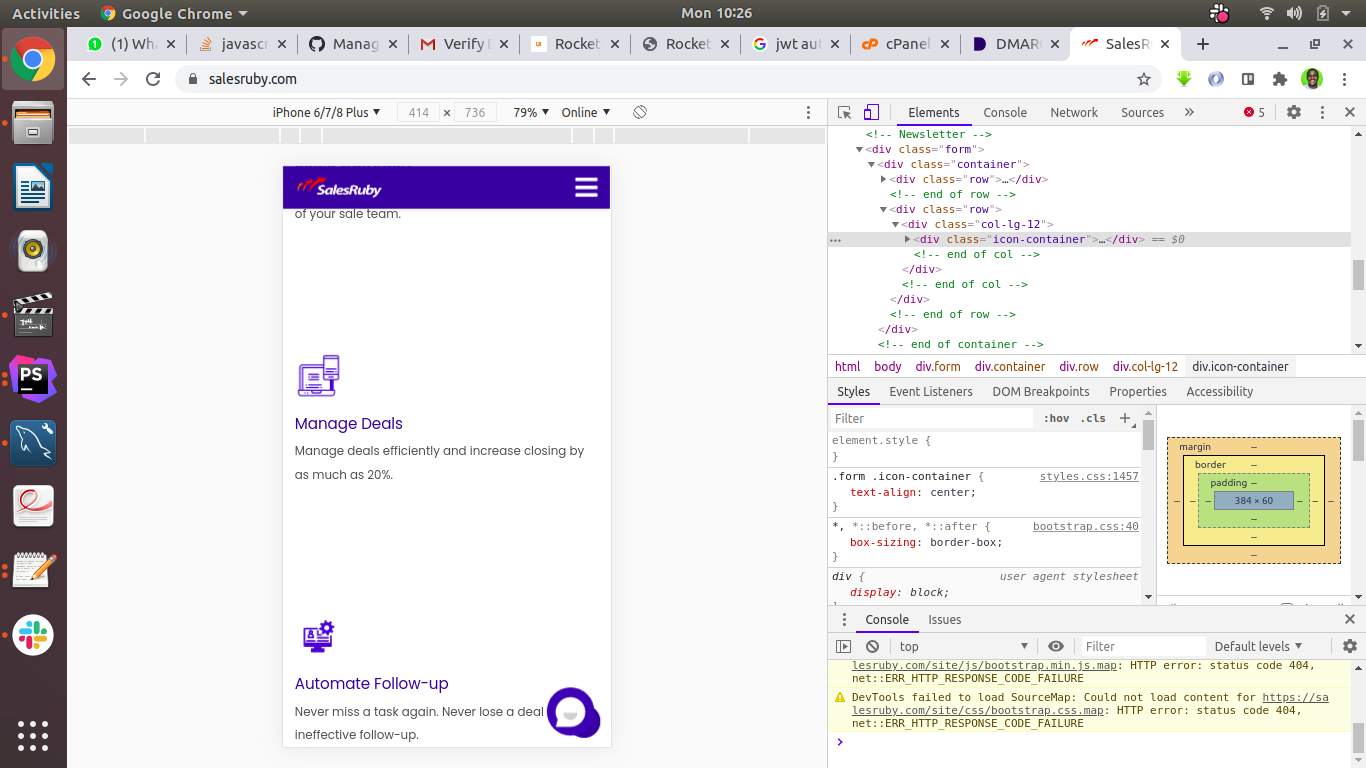 Activities Google Chrome Mon 10:26
(1) Wha javascr Manag Verify Rocket Rocket jwt aut cPanel DMAR SalesR
salesruby.com
iPhone 6/7/8 Plus 414 × 736 79% Online
Elements Console Network Sources » 5
SalesRuby
of your sale team.
Manage Deals
Manage deals efficiently and increase closing by
as much as 20%.
Automate Follow-up
Never miss a task again. Never lose a deal
ineffective follow-up.
<!-- Newsletter -->
<div class="form">
<div class="container">
<div class="row">…</div>
<!-- end of row -->
<div class="row">
<div class="col-lg-12">
<div class="icon-container">…</div> == $0
<!-- end of col -->
</div>
<!-- end of col -->
</div>
<!-- end of row -->
</div>
<!-- end of container -->
html body div.form div.container div.row div.col-lg-12 div.icon-container
Styles Event Listeners DOM Breakpoints Properties Accessibility
Filter :hov .cls +
element.style {
}
.form .icon-container { styles.css:1457
text-align: center;
}
*, *::before, *::after { bootstrap.css:40
box-sizing: border-box;
}
div { user agent stylesheet
display: block;
margin –
border –
padding –
– – – 384 × 60 – – –
–
–
–
Console Issues
top Filter Default levels
lesruby.com/site/js/bootstrap.min.js.map: HTTP error: status code 404,
net::ERR_HTTP_RESPONSE_CODE_FAILURE
DevTools failed to load SourceMap: Could not load content for https://sa
lesruby.com/site/css/bootstrap.css.map: HTTP error: status code 404,
net::ERR_HTTP_RESPONSE_CODE_FAILURE
PS